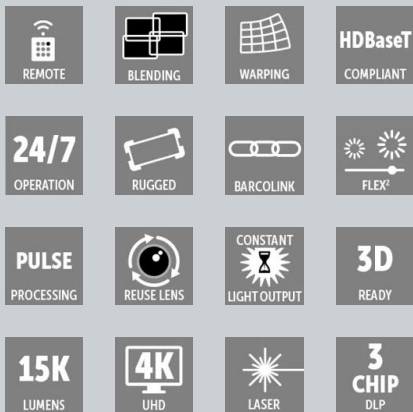 REMOTE
BLENDING
WARPING
HDBaseT
COMPLIANT
24/7
OPERATION
RUGGED
BARCOLINK
FLEX²
PULSE
PROCESSING
REUSE LENS
CONSTANT
LIGHT OUTPUT
3D
READY
15K
LUMENS
4K
UHD
LASER
3
CHIP
DLP